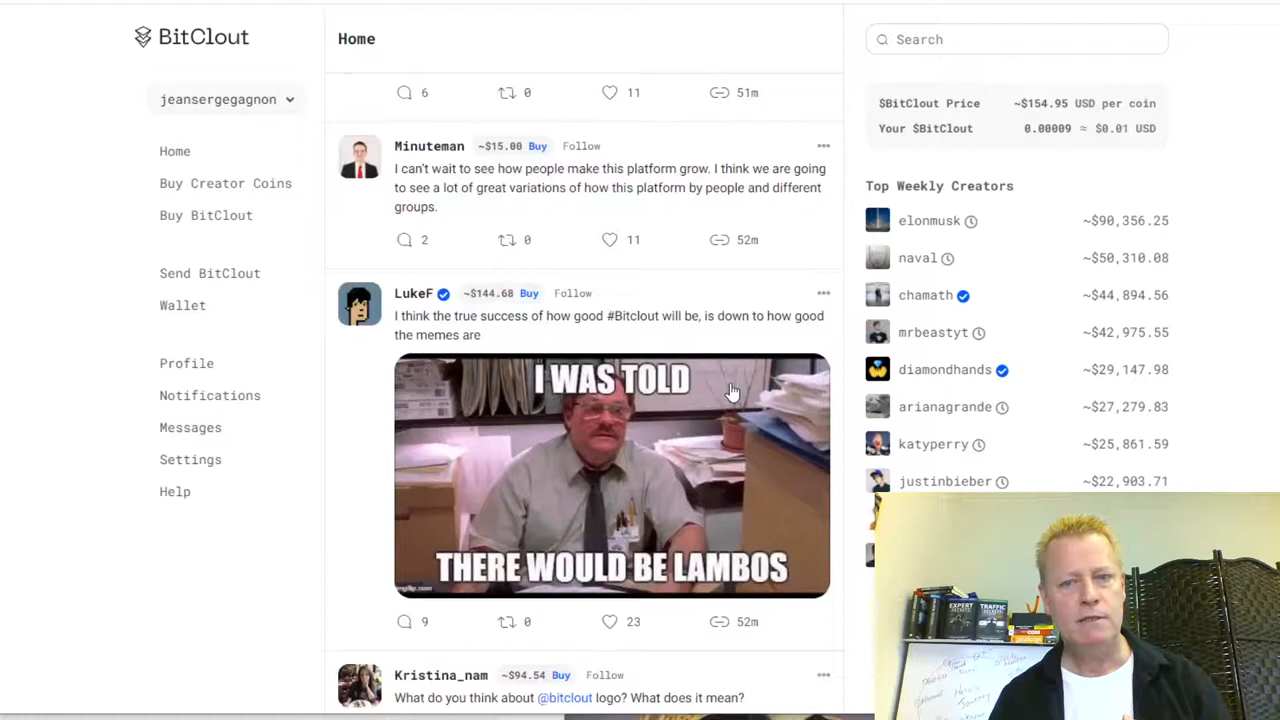 BitClout
jeansergegagnon
Home
Buy Creator Coins
Buy BitClout
Send BitClout
Wallet
Profile
Notifications
Messages
Settings
Help
Home
6 0 11 51m
Minuteman ~$15.00 Buy Follow
I can't wait to see how people make this platform grow. I think we are going
to see a lot of great variations of how this platform by people and different
groups.
2 0 11 52m
LukeF ~$144.68 Buy Follow
I think the true success of how good #Bitclout will be, is down to how good
the memes are
I WAS TOLD
THERE WOULD BE LAMBOS
imgflip.com
9 0 23 52m
Kristina_nam ~$94.54 Buy Follow
What do you think about @bitclout logo? What does it mean?
Search
$BitClout Price ~$154.95 USD per coin
Your $BitClout 0.00009 ≈ $0.01 USD
Top Weekly Creators
elonmusk ~$90,356.25
naval ~$50,310.08
chamath ~$44,894.56
mrbeastyt ~$42,975.55
diamondhands ~$29,147.98
arianagrande ~$27,279.83
katyperry ~$25,861.59
justinbieber ~$22,903.71
EXPERT
SECRETS
TRAFFIC
SECRETS